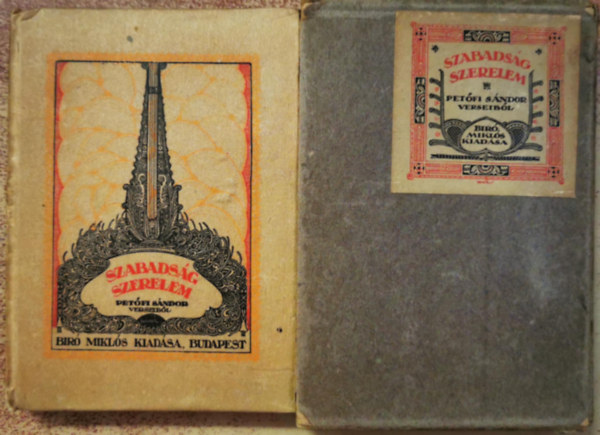 SZABADSÁG
SZERELEM
PETŐFI SÁNDOR
VERSEIBŐL
BIRÓ MIKLÓS KIADÁSA, BUDAPEST
SZABADSÁG
SZERELEM
PETŐFI SÁNDOR
VERSEIBŐL
BIRÓ
MIKLÓS
KIADÁSA